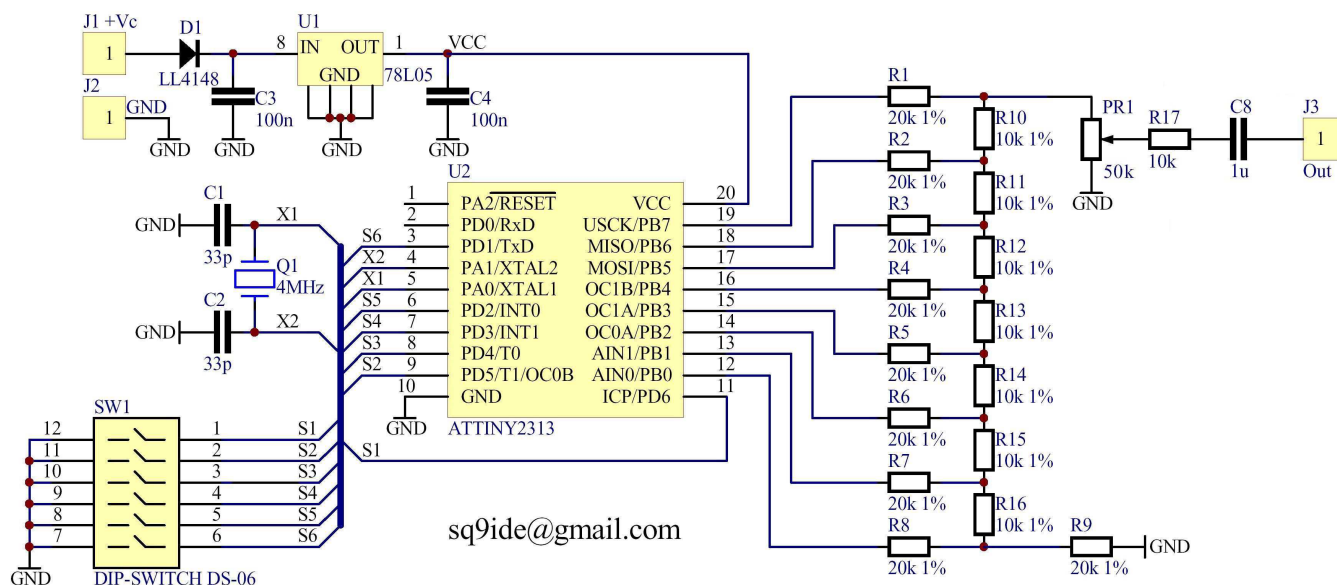 J1 +Vc
1
D1
LL4148
8
U1
IN OUT
GND
1
78L05
VCC
J2
1
GND
GND
C3
100n
GND
GND
C4
100n
GND
R1
20k 1%
R10
10k 1%
PR1
50k
GND
R17
10k
C8
1u
J3
1
Out
R2
20k 1%
R11
10k 1%
R3
20k 1%
R12
10k 1%
R4
20k 1%
R13
10k 1%
R5
20k 1%
R14
10k 1%
R6
20k 1%
R15
10k 1%
R7
20k 1%
R16
10k 1%
R8
20k 1%
R9
20k 1%
GND
C1
GND
33p
X1
Q1
4MHz
C2
GND
33p
X2
U2
1 PA2/RESET VCC 20
2 PD0/RxD USCK/PB7 19
S6 3 PD1/TxD MISO/PB6 18
X2 4 PA1/XTAL2 MOSI/PB5 17
X1 5 PA0/XTAL1 OC1B/PB4 16
S5 6 PD2/INT0 OC1A/PB3 15
S4 7 PD3/INT1 OC0A/PB2 14
S3 8 PD4/T0 AIN1/PB1 13
S2 9 PD5/T1/OC0B AIN0/PB0 12
10 GND ICP/PD6 11
GND
ATTINY2313
S1
SW1
12 1 S1
11 2 S2
10 3 S3
9 4 S4
8 5 S5
7 6 S6
GND
DIP-SWITCH DS-06
sq9ide@gmail.com